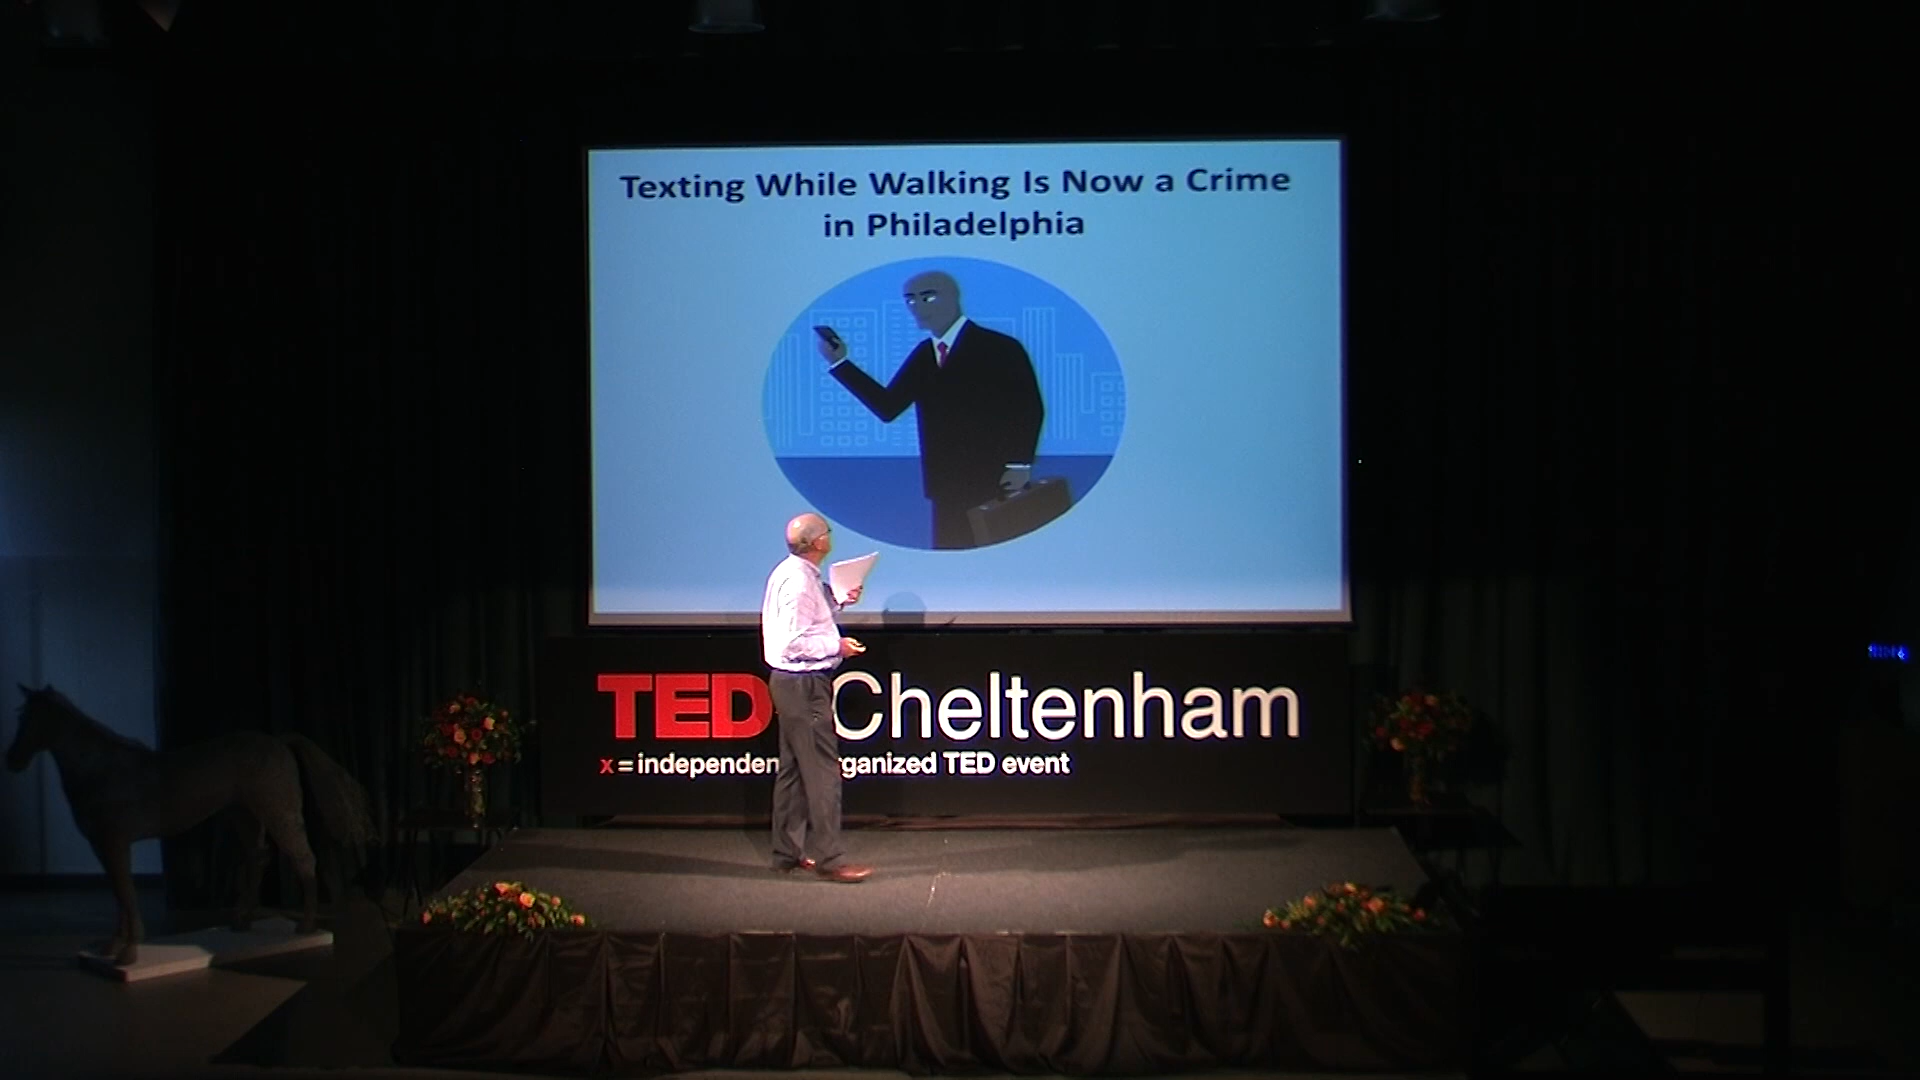 Texting While Walking Is Now a Crime
in Philadelphia
TED Cheltenham
x = independen rganized TED event